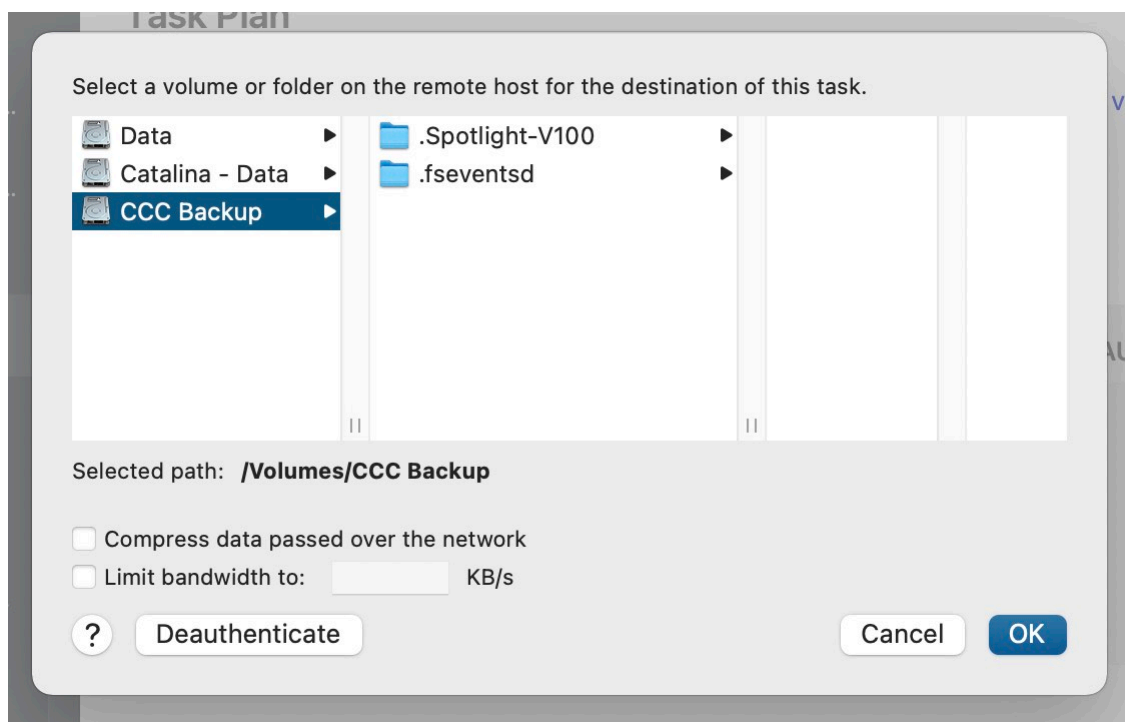 Task Plan
Select a volume or folder on the remote host for the destination of this task.
Data
Catalina - Data
CCC Backup
.Spotlight-V100
.fseventsd
Selected path: /Volumes/CCC Backup
Compress data passed over the network
Limit bandwidth to: KB/s
? Deauthenticate Cancel OK